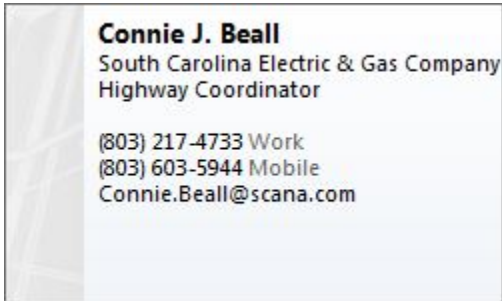 Connie J. Beall
South Carolina Electric & Gas Company
Highway Coordinator
(803) 217-4733 Work
(803) 603-5944 Mobile
Connie.Beall@scana.com